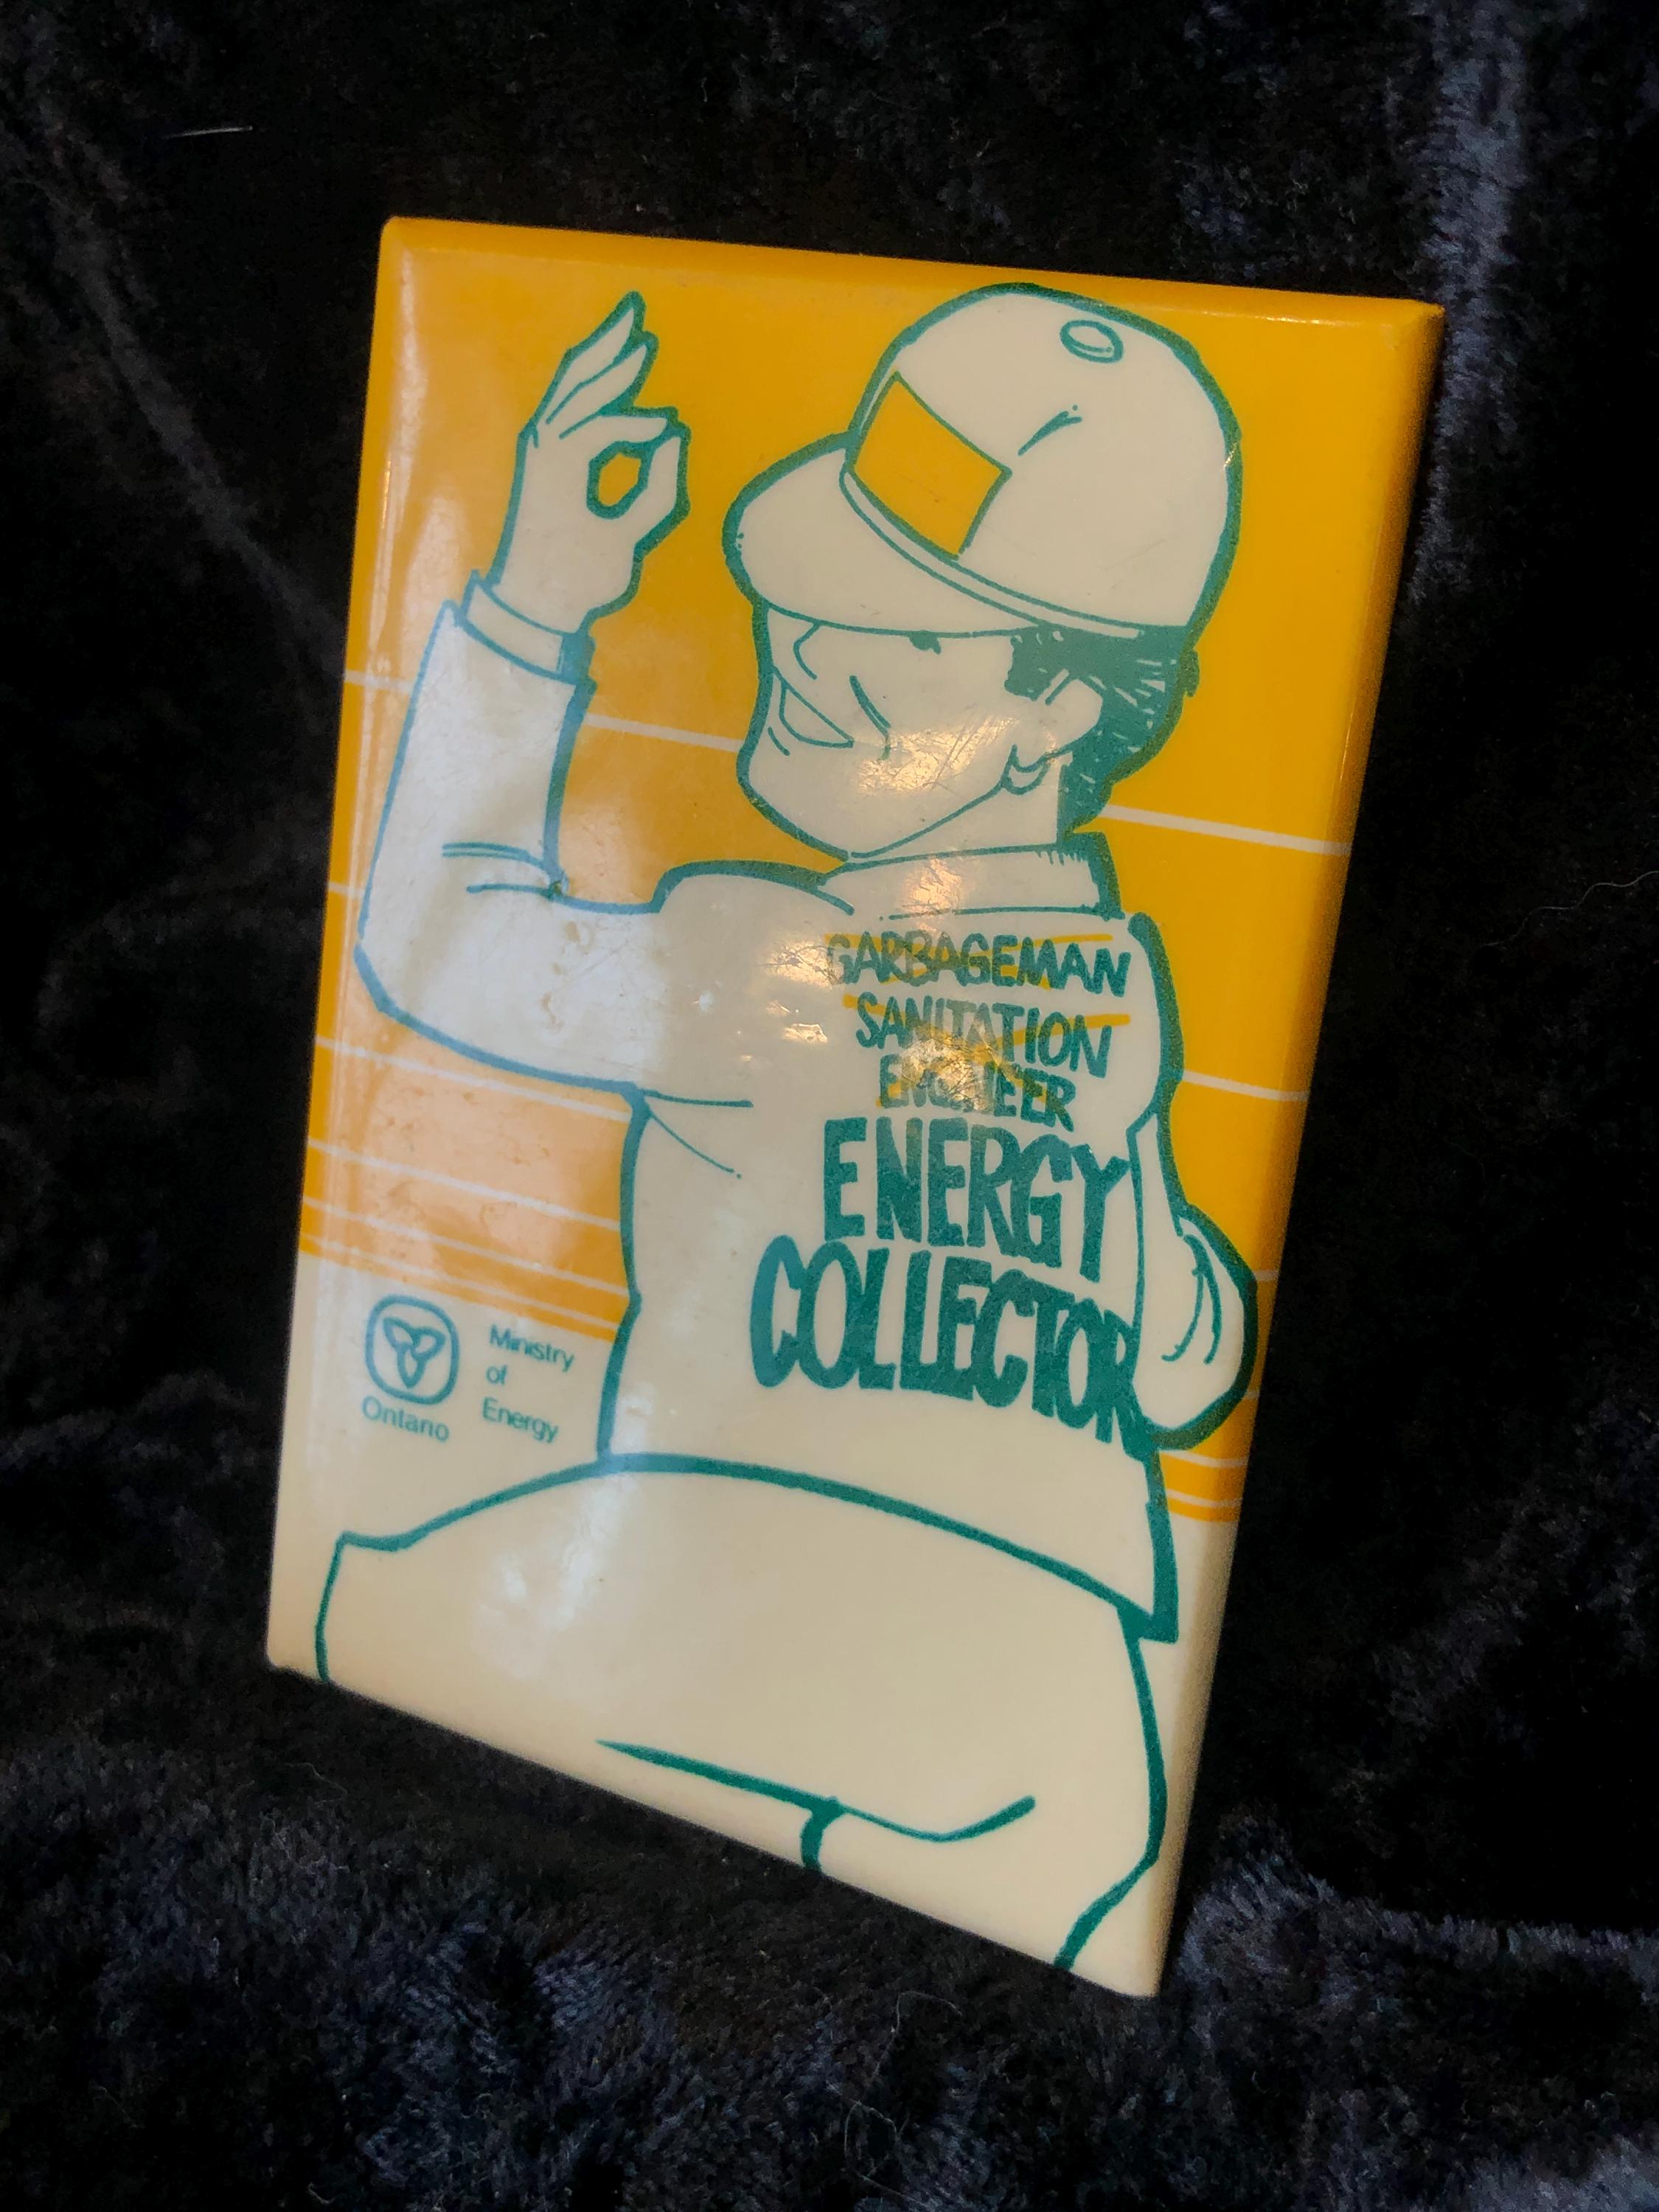 GARBAGEMAN
SANITATION
ENGINEER
ENERGY
COLLECTOR
Ministry
of
Energy
Ontario